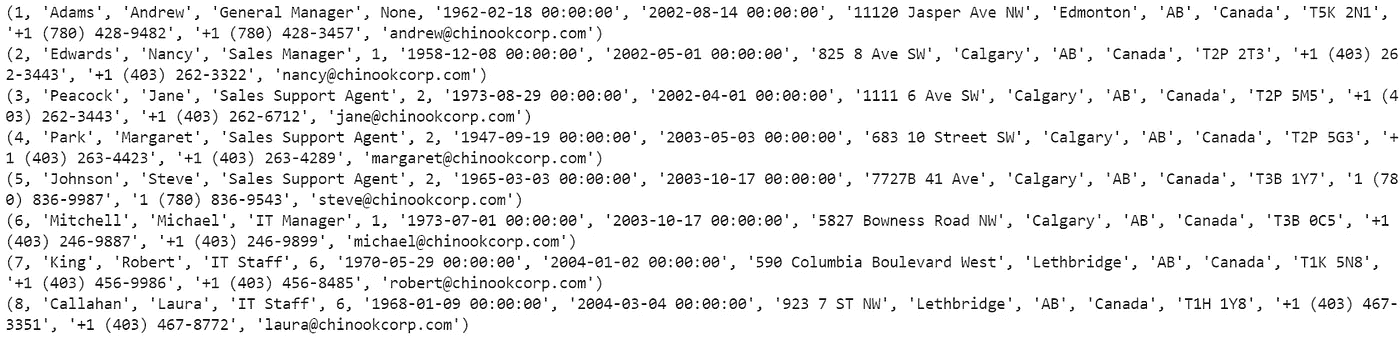 (1, 'Adams', 'Andrew', 'General Manager', None, '1962-02-18 00:00:00', '2002-08-14 00:00:00', '11120 Jasper Ave NW', 'Edmonton', 'AB', 'Canada', 'T5K 2N1',
'+1 (780) 428-9482', '+1 (780) 428-3457', 'andrew@chinookcorp.com')
(2, 'Edwards', 'Nancy', 'Sales Manager', 1, '1958-12-08 00:00:00', '2002-05-01 00:00:00', '825 8 Ave SW', 'Calgary', 'AB', 'Canada', 'T2P 2T3', '+1 (403) 26
2-3443', '+1 (403) 262-3322', 'nancy@chinookcorp.com')
(3, 'Peacock', 'Jane', 'Sales Support Agent', 2, '1973-08-29 00:00:00', '2002-04-01 00:00:00', '1111 6 Ave SW', 'Calgary', 'AB', 'Canada', 'T2P 5M5', '+1 (4
03) 262-3443', '+1 (403) 262-6712', 'jane@chinookcorp.com')
(4, 'Park', 'Margaret', 'Sales Support Agent', 2, '1947-09-19 00:00:00', '2003-05-03 00:00:00', '683 10 Street SW', 'Calgary', 'AB', 'Canada', 'T2P 5G3', '+
1 (403) 263-4423', '+1 (403) 263-4289', 'margaret@chinookcorp.com')
(5, 'Johnson', 'Steve', 'Sales Support Agent', 2, '1965-03-03 00:00:00', '2003-10-17 00:00:00', '7727B 41 Ave', 'Calgary', 'AB', 'Canada', 'T3B 1Y7', '1 (78
0) 836-9987', '1 (780) 836-9543', 'steve@chinookcorp.com')
(6, 'Mitchell', 'Michael', 'IT Manager', 1, '1973-07-01 00:00:00', '2003-10-17 00:00:00', '5827 Bowness Road NW', 'Calgary', 'AB', 'Canada', 'T3B 0C5', '+1
(403) 246-9887', '+1 (403) 246-9899', 'michael@chinookcorp.com')
(7, 'King', 'Robert', 'IT Staff', 6, '1970-05-29 00:00:00', '2004-01-02 00:00:00', '590 Columbia Boulevard West', 'Lethbridge', 'AB', 'Canada', 'T1K 5N8',
'+1 (403) 456-9986', '+1 (403) 456-8485', 'robert@chinookcorp.com')
(8, 'Callahan', 'Laura', 'IT Staff', 6, '1968-01-09 00:00:00', '2004-03-04 00:00:00', '923 7 ST NW', 'Lethbridge', 'AB', 'Canada', 'T1H 1Y8', '+1 (403) 467-
3351', '+1 (403) 467-8772', 'laura@chinookcorp.com')